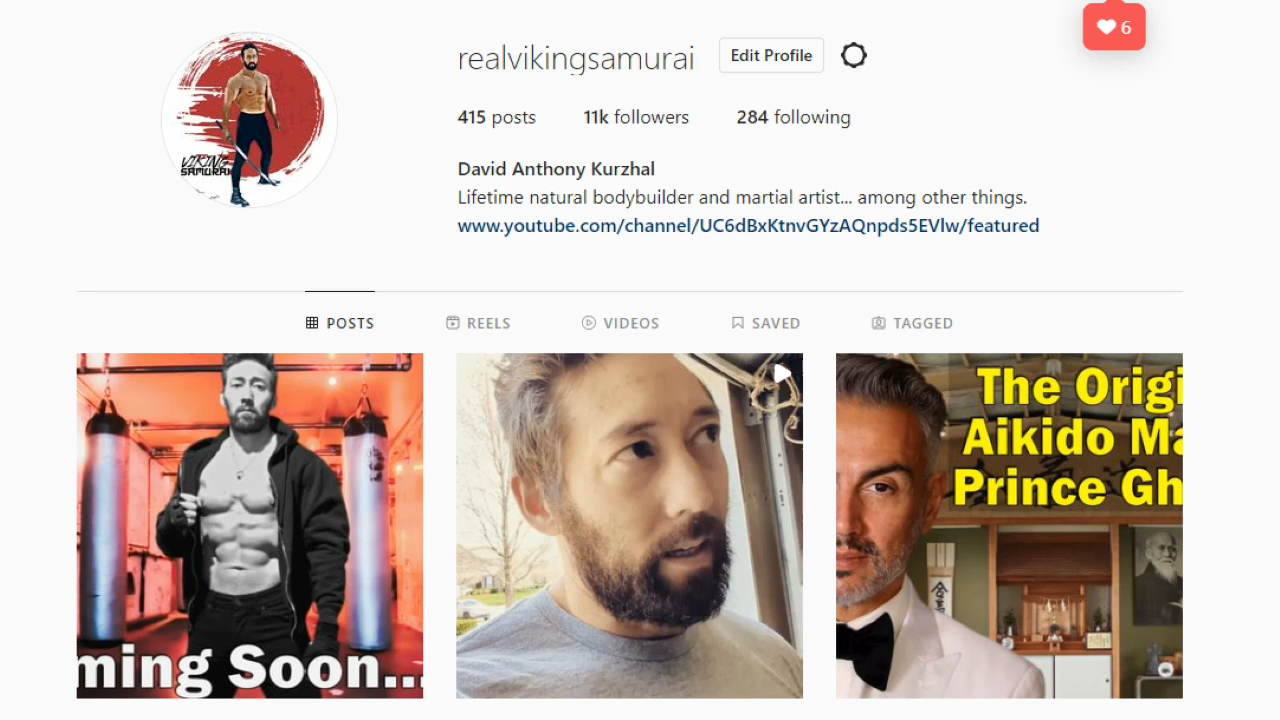 6
realvikingsamurai Edit Profile
415 posts 11k followers 284 following
David Anthony Kurzhal
Lifetime natural bodybuilder and martial artist... among other things.
www.youtube.com/channel/UC6dBxKtnvGYzAQnpds5EVlw/featured
VIKING
SAMURAI
POSTS REELS VIDEOS SAVED TAGGED
The Origi
Aikido Ma
Prince Gh
ming Soon...